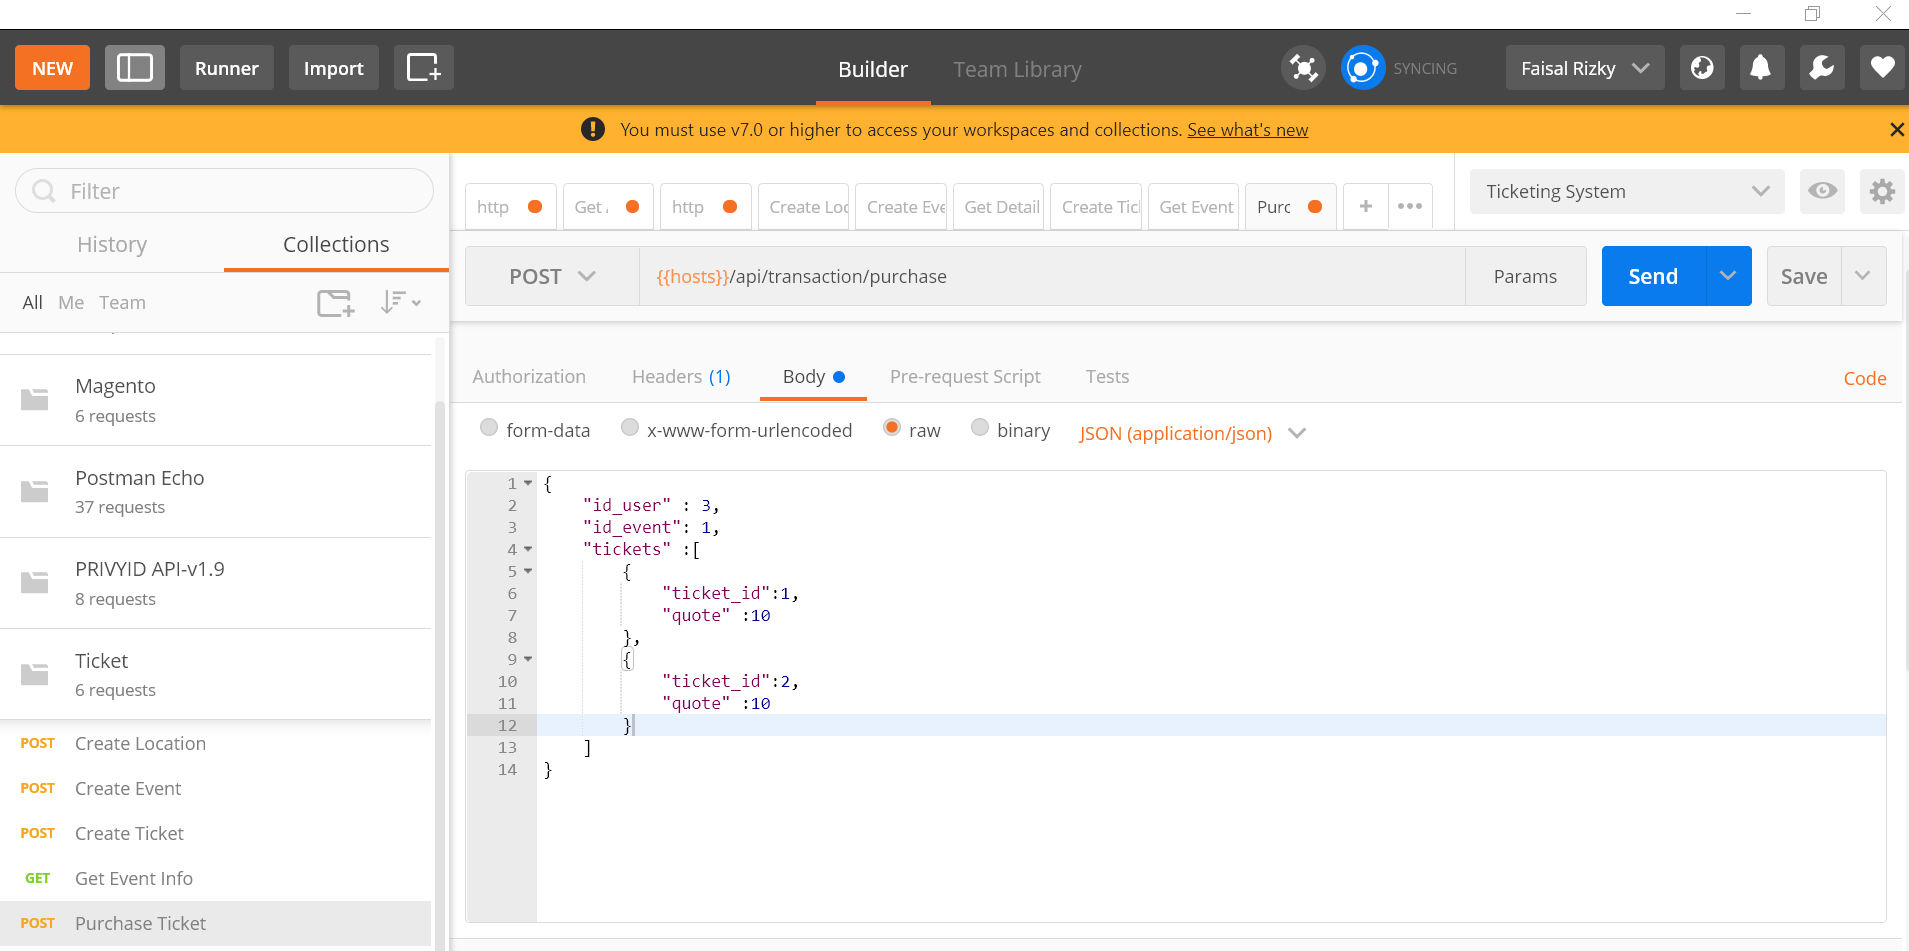 NEW
Runner
Import
Builder
Team Library
SYNCING
Faisal Rizky
You must use v7.0 or higher to access your workspaces and collections. See what's new
Filter
History
Collections
All Me Team
Magento
6 requests
Postman Echo
37 requests
PRIVYID API-v1.9
8 requests
Ticket
6 requests
POST Create Location
POST Create Event
POST Create Ticket
GET Get Event Info
POST Purchase Ticket
http
Get
http
Create Loc
Create Eve
Get Detail
Create Tic
Get Event
Purc
+
Ticketing System
POST
{{hosts}}/api/transaction/purchase
Params
Send
Save
Authorization
Headers (1)
Body
Pre-request Script
Tests
Code
form-data
x-www-form-urlencoded
raw
binary
JSON (application/json)
1 {
2 "id_user" : 3,
3 "id_event": 1,
4 "tickets" :[
5 {
6 "ticket_id":1,
7 "quote" :10
8 },
9 {
10 "ticket_id":2,
11 "quote" :10
12 }
13 ]
14 }